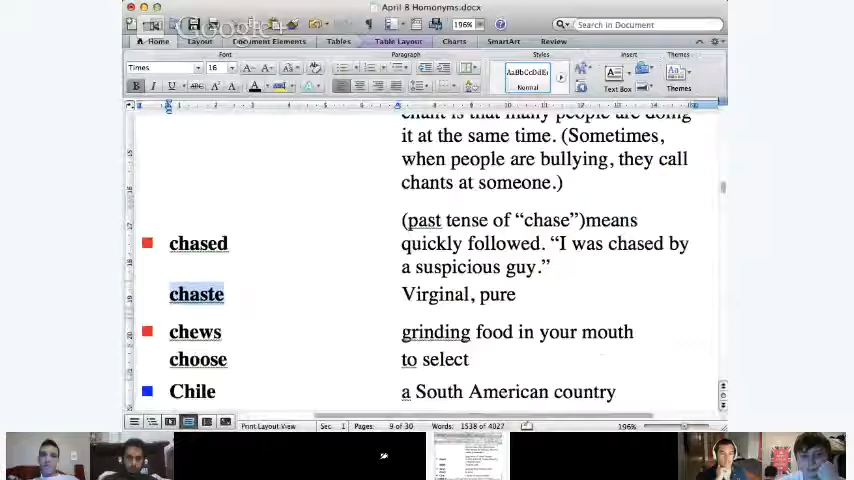 April 8 Homonyms.docx
Google+
196%
Search in Document
Home Layout Document Elements Tables Table Layout Charts SmartArt Review
Font Paragraph Styles Insert Themes
Times 16
AaBbCcDdE
Normal
Text Box Themes
chant is that many people are doing
it at the same time. (Sometimes,
when people are bullying, they call
chants at someone.)
(past tense of “chase”)means
chased quickly followed. “I was chased by
a suspicious guy.”
chaste Virginal, pure
chews grinding food in your mouth
choose to select
Chile a South American country
Print Layout View Sec 1 Pages: 9 of 30 Words: 1538 of 4027 196%